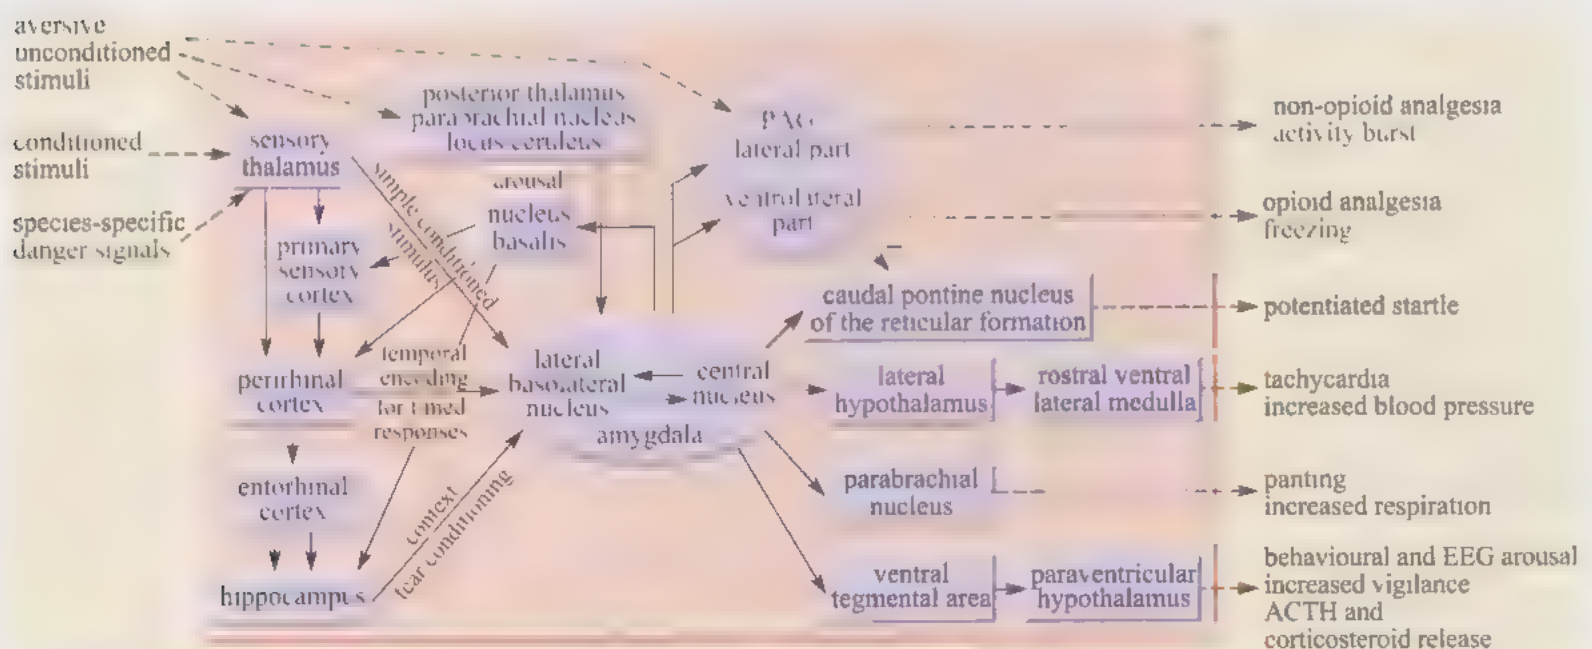 aversive
unconditioned
stimuli
conditioned
stimuli
species-specific
danger signals
sensory
thalamus
posterior thalamus
parabrachial nucleus
locus ceruleus
arousal
nucleus
basalis
simple conditioned
stimulus
primary
sensory
cortex
perirhinal
cortex
temporal
encoding
for timed
responses
entorhinal
cortex
hippocampus
context
fear conditioning
lateral
basolateral
nucleus
central
nucleus
amygdala
PAG
lateral part
ventrolateral
part
–
caudal pontine nucleus
of the reticular formation
lateral
hypothalamus
rostral ventral
lateral medulla
parabrachial
nucleus
ventral
tegmental area
paraventricular
hypothalamus
non-opioid analgesia
activity burst
opioid analgesia
freezing
potentiated startle
tachycardia
increased blood pressure
panting
increased respiration
behavioural and EEG arousal
increased vigilance
ACTH and
corticosteroid release